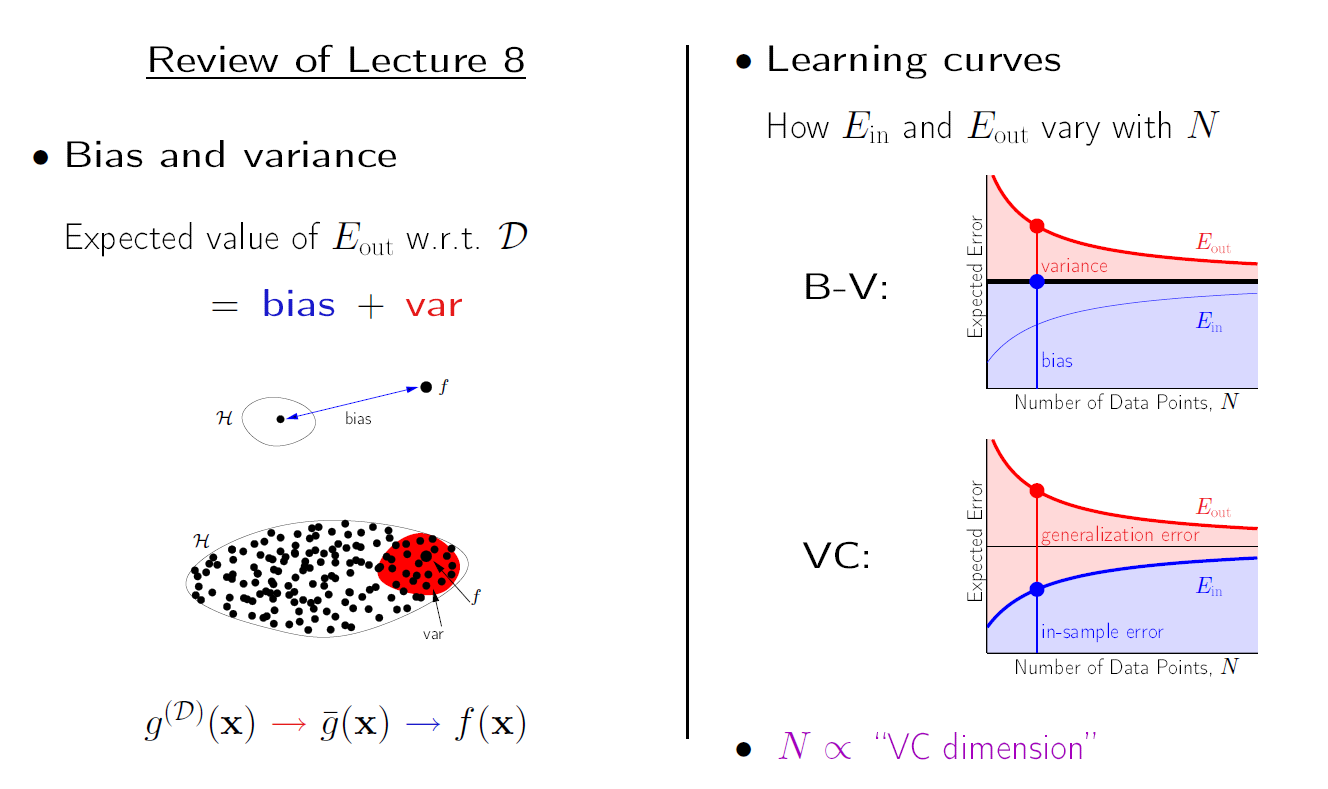 Review of Lecture 8
• Bias and variance
Expected value of E_out w.r.t. 𝒟
= bias + var
f
ℋ
bias
ℋ
f
var
g^(𝒟)(x) → ḡ(x) → f(x)
• Learning curves
How E_in and E_out vary with N
B-V:
Expected Error
E_out
variance
E_in
bias
Number of Data Points, N
VC:
Expected Error
E_out
generalization error
E_in
in-sample error
Number of Data Points, N
• N ∝ “VC dimension”